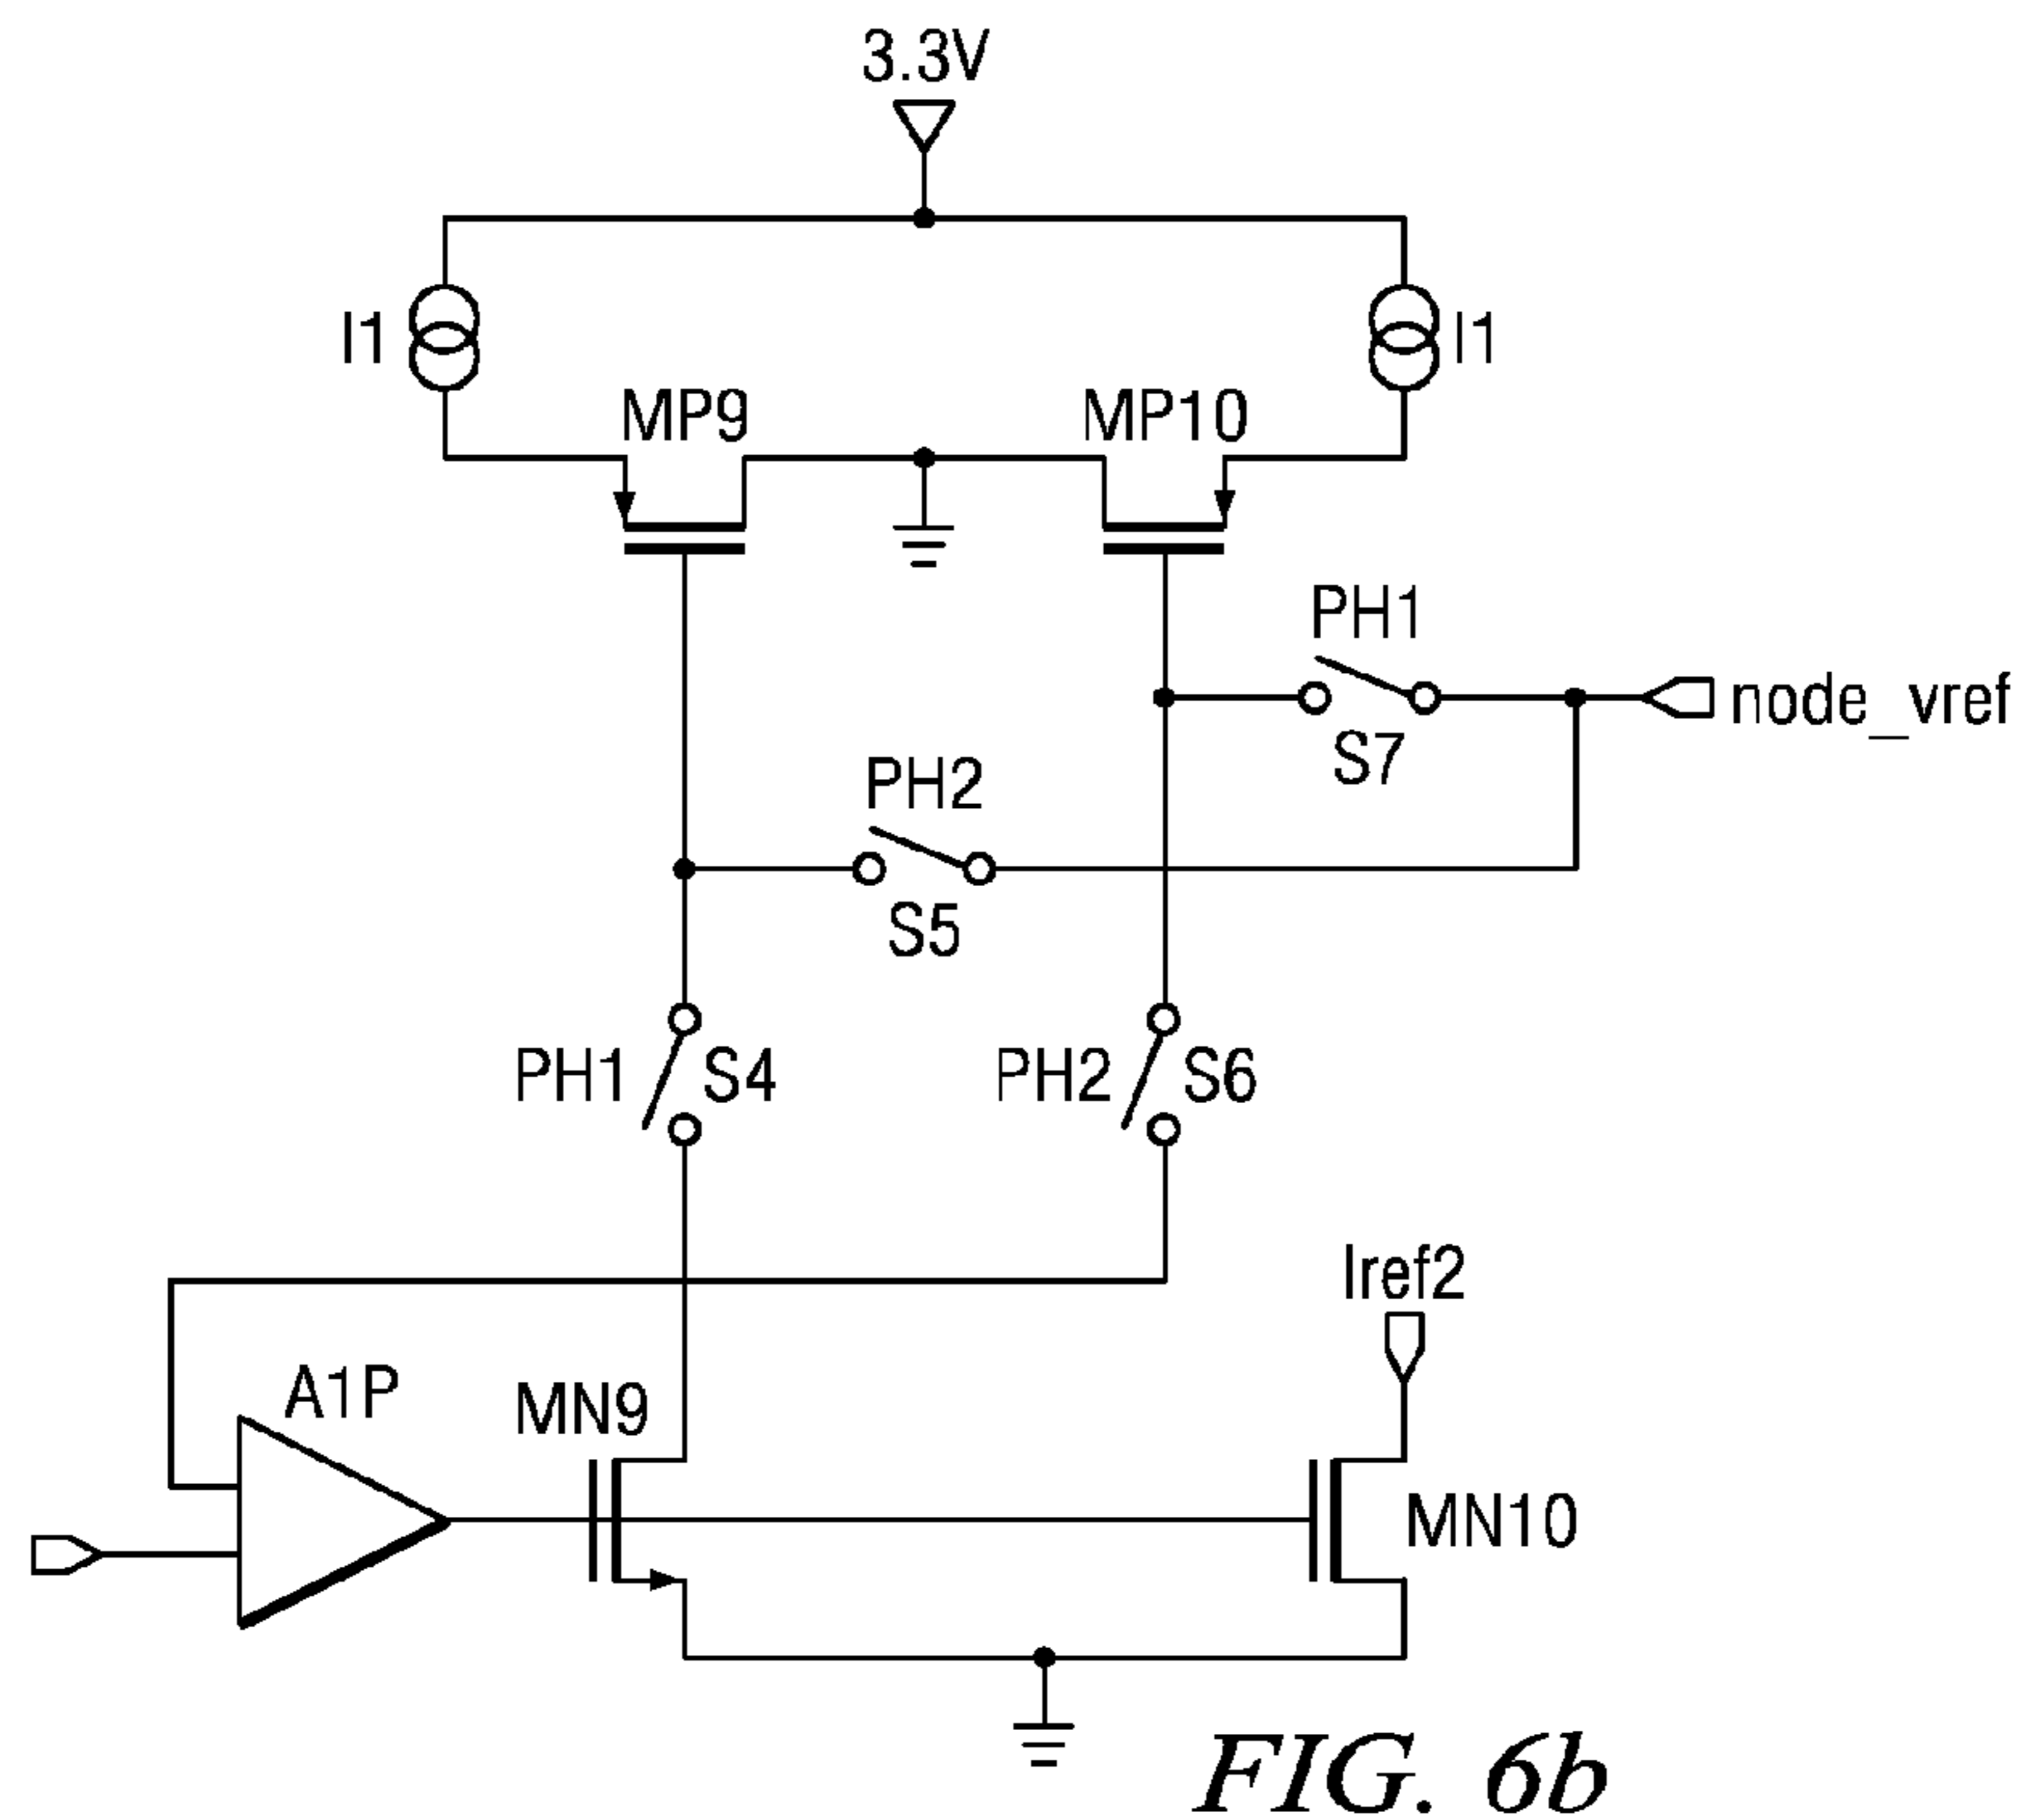 3.3V
I1
I1
MP9
MP10
PH1
node_vref
S7
PH2
S5
PH1
S4
PH2
S6
Iref2
A1P
MN9
MN10
FIG. 6b